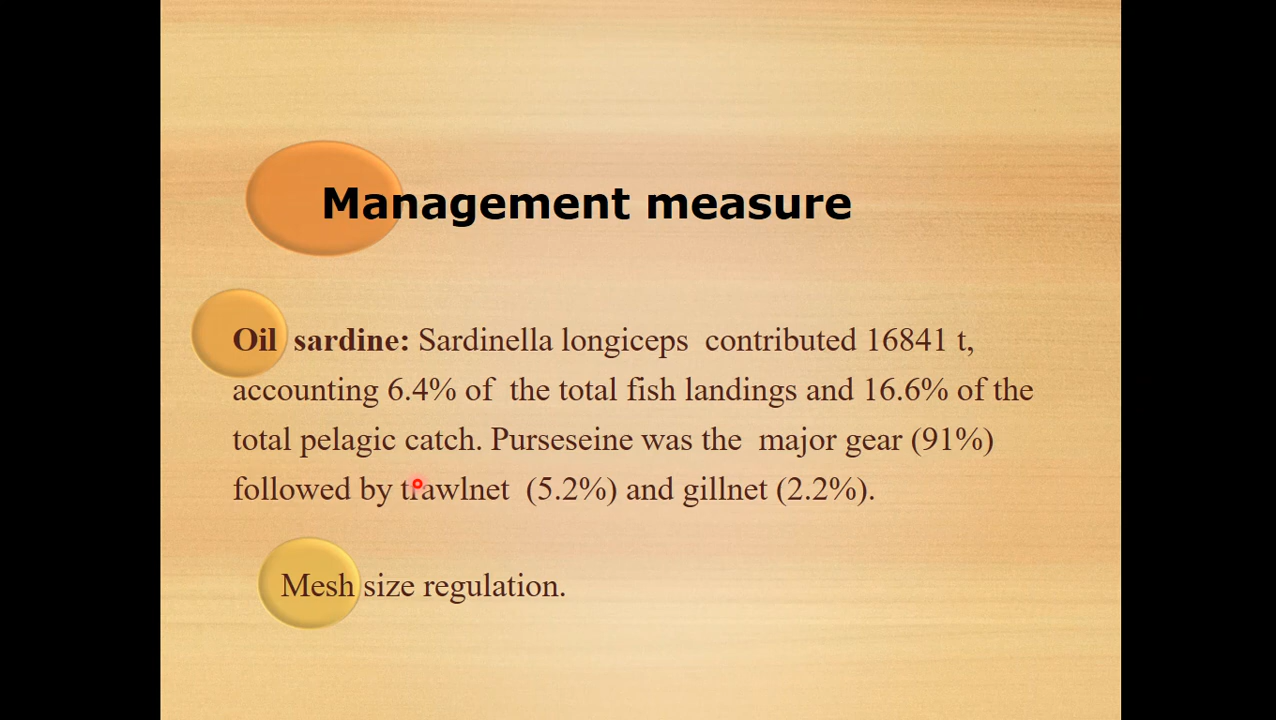 Management measure
Oil sardine: Sardinella longiceps contributed 16841 t,
accounting 6.4% of the total fish landings and 16.6% of the
total pelagic catch. Purseseine was the major gear (91%)
followed by trawlnet (5.2%) and gillnet (2.2%).
Mesh size regulation.